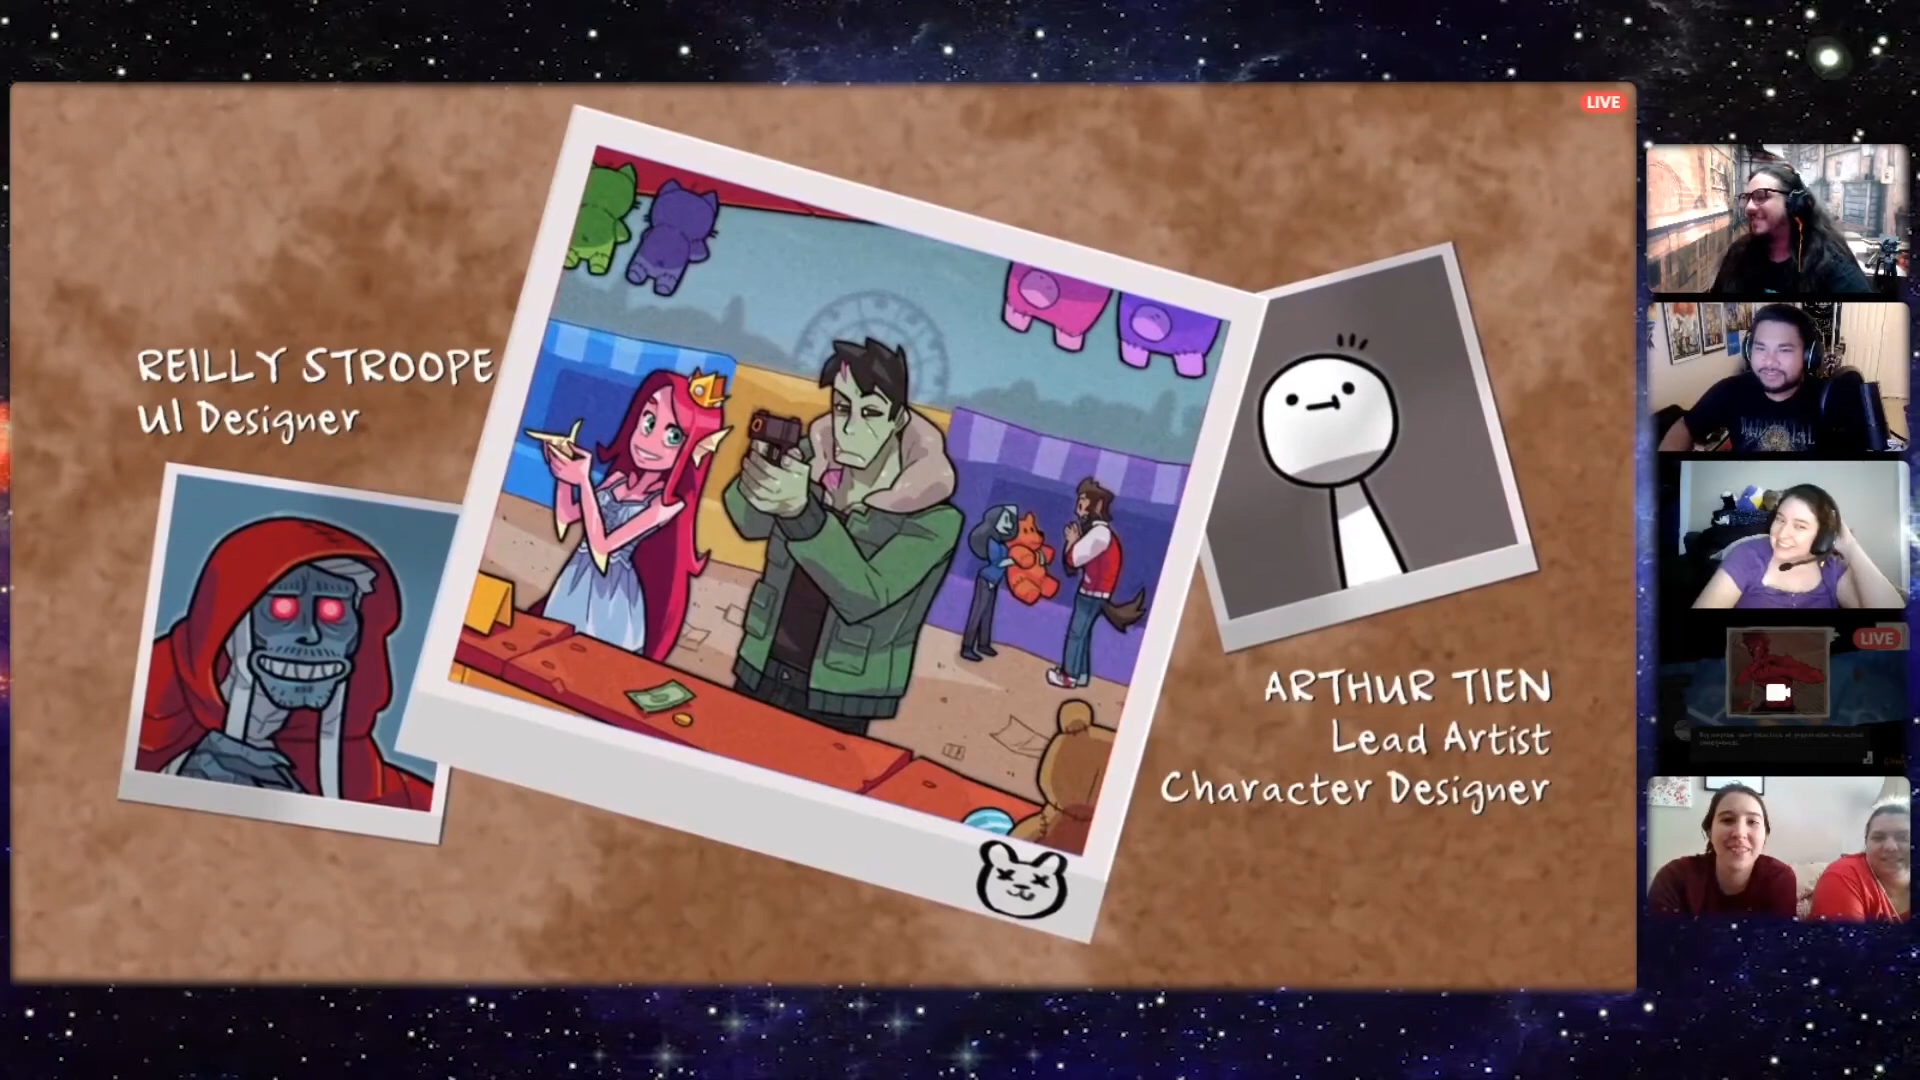 LIVE
REILLY STROOPE
UI Designer
ARTHUR TIEN
Lead Artist
Character Designer
LIVE